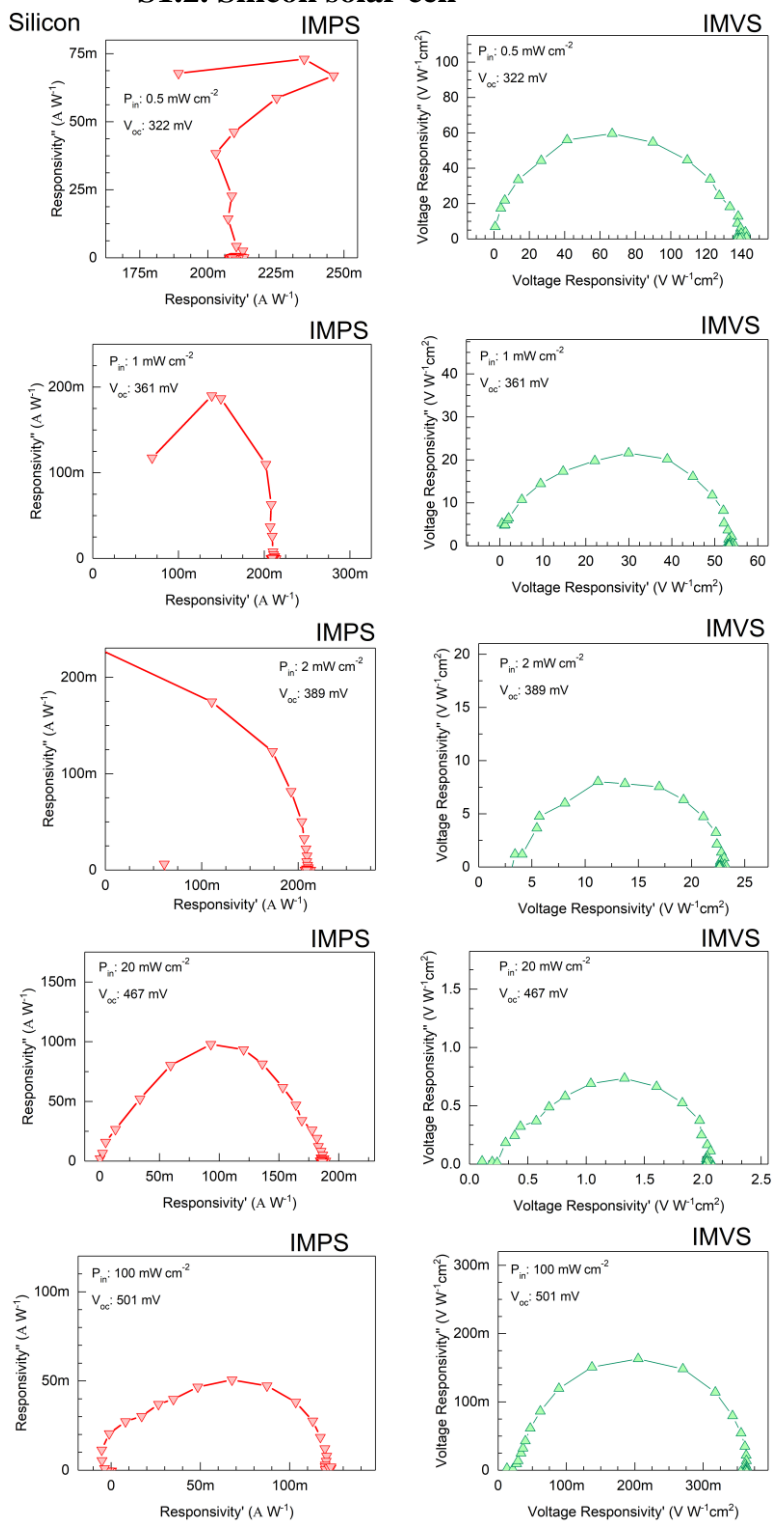 S1.2. Silicon solar cell
Silicon
IMPS
75m
50m
25m
0
Responsivity'' (A W-1)
Pin: 0.5 mW cm-2
Voc: 322 mV
175m 200m 225m 250m
Responsivity' (A W-1)
IMVS
100
80
60
40
20
0
Voltage Responsivity'' (V W-1cm2)
Pin: 0.5 mW cm-2
Voc: 322 mV
0 20 40 60 80 100 120 140
Voltage Responsivity' (V W-1cm2)
IMPS
200m
100m
0
Responsivity'' (A W-1)
Pin: 1 mW cm-2
Voc: 361 mV
0 100m 200m 300m
Responsivity' (A W-1)
IMVS
40
30
20
10
0
Voltage Responsivity'' (V W-1cm2)
Pin: 1 mW cm-2
Voc: 361 mV
0 10 20 30 40 50 60
Voltage Responsivity' (V W-1cm2)
IMPS
200m
100m
0
Responsivity'' (A W-1)
Pin: 2 mW cm-2
Voc: 389 mV
100m 200m
Responsivity' (A W-1)
IMVS
20
15
10
5
0
Voltage Responsivity'' (V W-1cm2)
Pin: 2 mW cm-2
Voc: 389 mV
0 5 10 15 20 25
Voltage Responsivity' (V W-1cm2)
IMPS
150m
100m
50m
0
Responsivity'' (A W-1)
Pin: 20 mW cm-2
Voc: 467 mV
0 50m 100m 150m 200m
Responsivity' (A W-1)
IMVS
1.5
1.0
0.5
0.0
Voltage Responsivity'' (V W-1cm2)
Pin: 20 mW cm-2
Voc: 467 mV
0.0 0.5 1.0 1.5 2.0 2.5
Voltage Responsivity' (V W-1cm2)
IMPS
100m
50m
0
Responsivity'' (A W-1)
Pin: 100 mW cm-2
Voc: 501 mV
0 50m 100m
Responsivity' (A W-1)
IMVS
300m
200m
100m
0
Voltage Responsivity'' (V W-1cm2)
Pin: 100 mW cm-2
Voc: 501 mV
0 100m 200m 300m
Voltage Responsivity' (V W-1cm2)